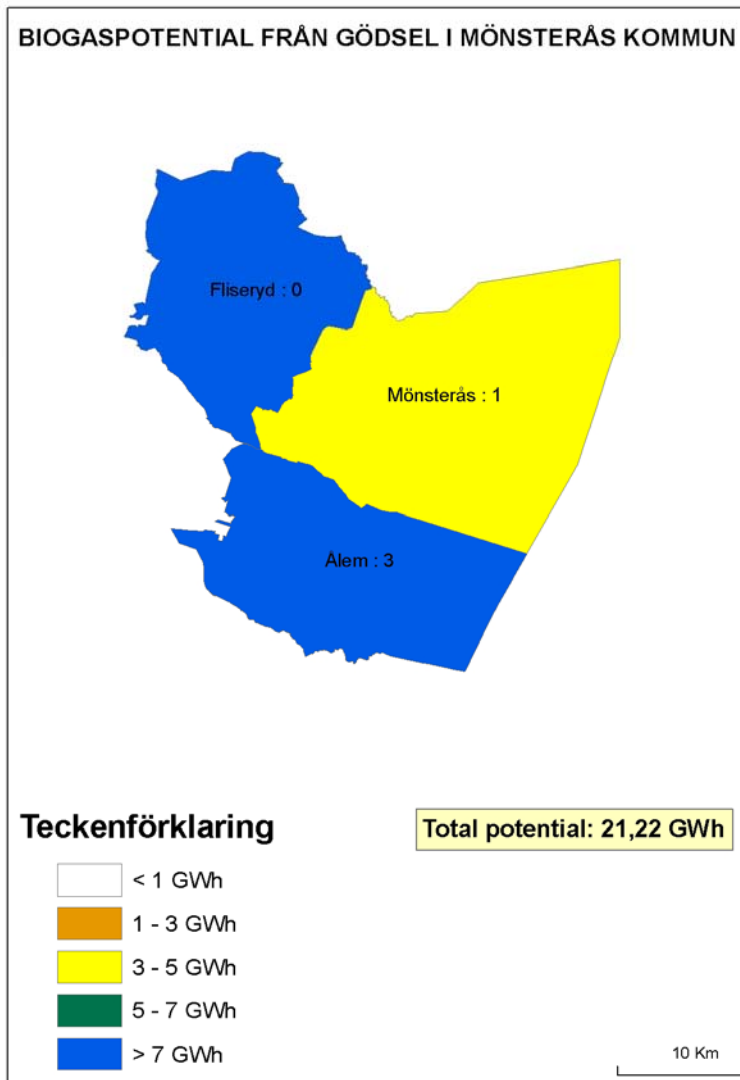 BIOGASPOTENTIAL FRÅN GÖDSEL I MÖNSTERÅS KOMMUN
Fliseryd : 0
Mönsterås : 1
Ålem : 3
Teckenförklaring
Total potential: 21,22 GWh
< 1 GWh
1 - 3 GWh
3 - 5 GWh
5 - 7 GWh
> 7 GWh
10 Km